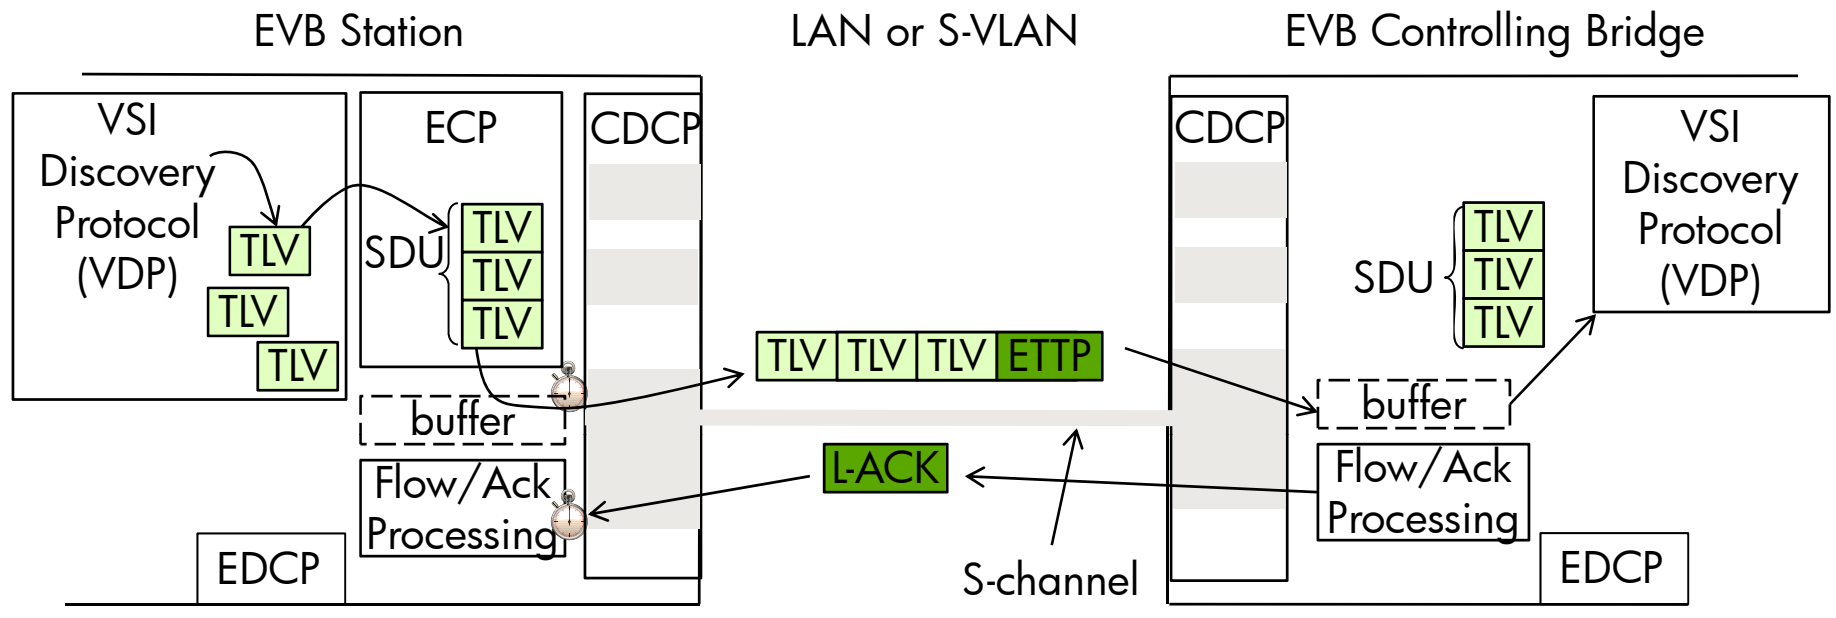 EVB Station
LAN or S-VLAN
EVB Controlling Bridge
VSI
Discovery
Protocol
(VDP)
TLV
TLV
TLV
ECP
SDU
TLV
TLV
TLV
buffer
Flow/Ack
Processing
EDCP
CDCP
TLV TLV TLV ETTP
L-ACK
S-channel
CDCP
SDU
TLV
TLV
TLV
buffer
Flow/Ack
Processing
EDCP
VSI
Discovery
Protocol
(VDP)